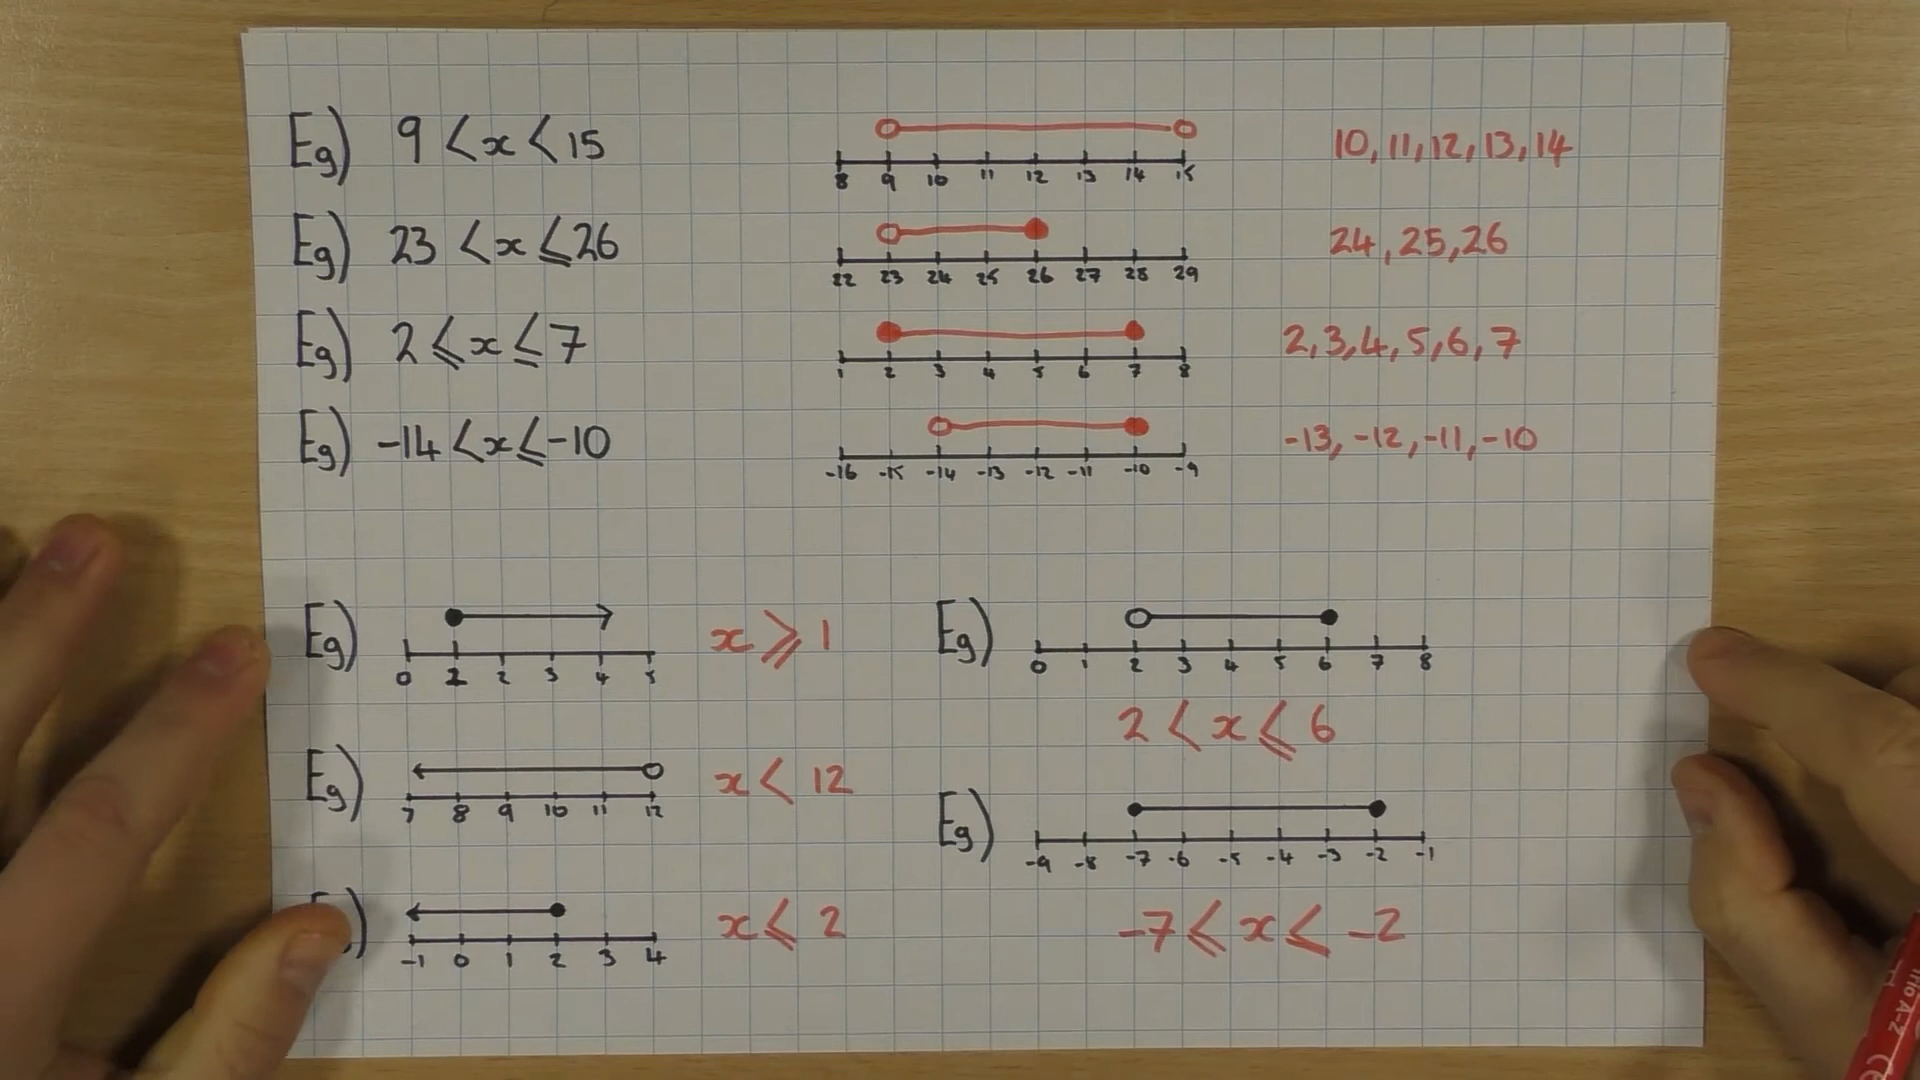 Eg) 9 < x < 15
8 9 10 11 12 13 14 15
10, 11, 12, 13, 14
Eg) 23 < x ⩽ 26
22 23 24 25 26 27 28 29
24, 25, 26
Eg) 2 ⩽ x ⩽ 7
1 2 3 4 5 6 7 8
2, 3, 4, 5, 6, 7
Eg) -14 < x ⩽ -10
-16 -15 -14 -13 -12 -11 -10 -9
-13, -12, -11, -10
Eg)
0 1 2 3 4 5
x ⩾ 1
Eg)
7 8 9 10 11 12
x < 12
)
-1 0 1 2 3 4
x ⩽ 2
Eg)
0 1 2 3 4 5 6 7 8
2 < x ⩽ 6
Eg)
-9 -8 -7 -6 -5 -4 -3 -2 -1
-7 ⩽ x ⩽ -2
Trio A-Z